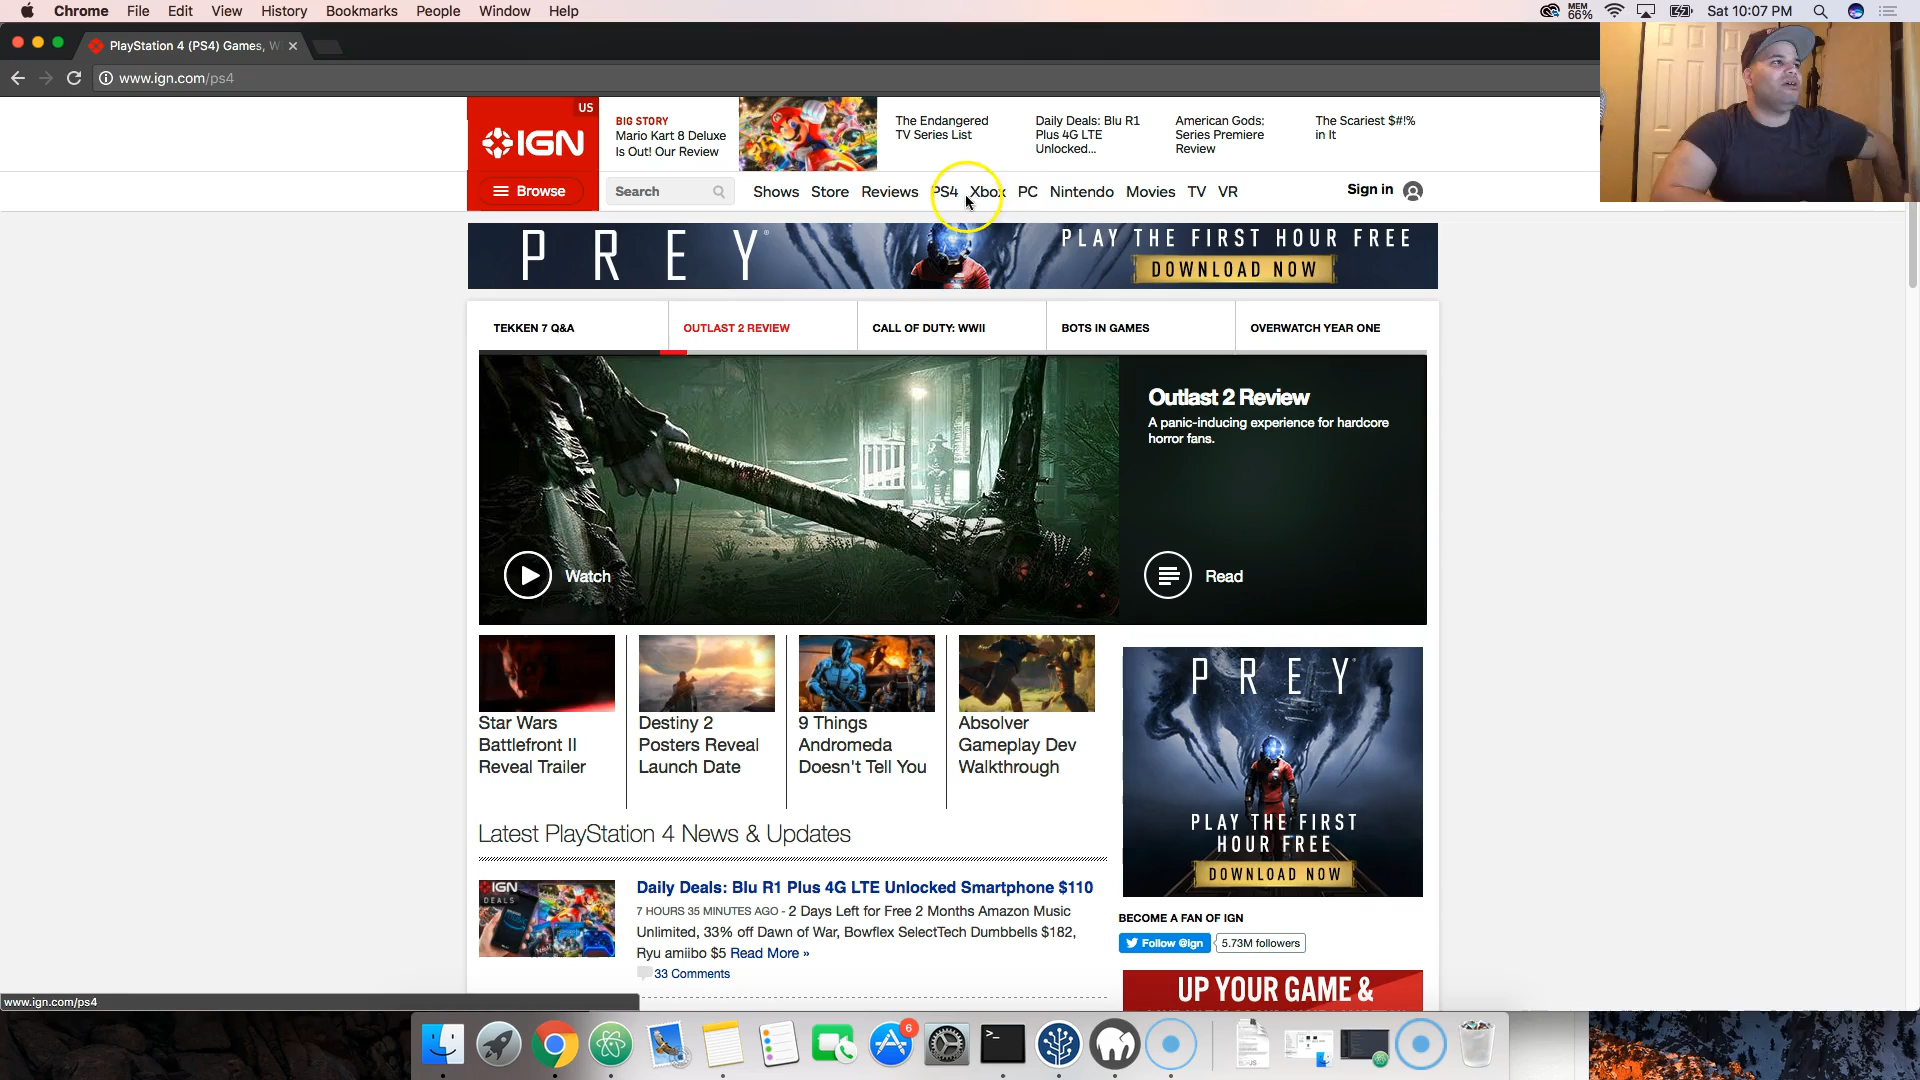 Chrome File Edit View History Bookmarks People Window Help
MEM
66%
Sat 10:07 PM
PlayStation 4 (PS4) Games, W
www.ign.com/ps4
US
IGN
BIG STORY
Mario Kart 8 Deluxe
Is Out! Our Review
The Endangered
TV Series List
Daily Deals: Blu R1
Plus 4G LTE
Unlocked...
American Gods:
Series Premiere
Review
The Scariest $#!%
in It
Browse
Search
Shows Store Reviews PS4 Xbox PC Nintendo Movies TV VR
Sign in
PREY
PLAY THE FIRST HOUR FREE
DOWNLOAD NOW
TEKKEN 7 Q&A
OUTLAST 2 REVIEW
CALL OF DUTY: WWII
BOTS IN GAMES
OVERWATCH YEAR ONE
Outlast 2 Review
A panic-inducing experience for hardcore
horror fans.
Watch
Read
Star Wars
Battlefront II
Reveal Trailer
Destiny 2
Posters Reveal
Launch Date
9 Things
Andromeda
Doesn't Tell You
Absolver
Gameplay Dev
Walkthrough
PREY
PLAY THE FIRST
HOUR FREE
DOWNLOAD NOW
Latest PlayStation 4 News & Updates
IGN
DEALS
Daily Deals: Blu R1 Plus 4G LTE Unlocked Smartphone $110
7 HOURS 35 MINUTES AGO - 2 Days Left for Free 2 Months Amazon Music
Unlimited, 33% off Dawn of War, Bowflex SelectTech Dumbbells $182,
Ryu amiibo $5 Read More »
33 Comments
BECOME A FAN OF IGN
Follow @ign
5.73M followers
UP YOUR GAME &
www.ign.com/ps4
6